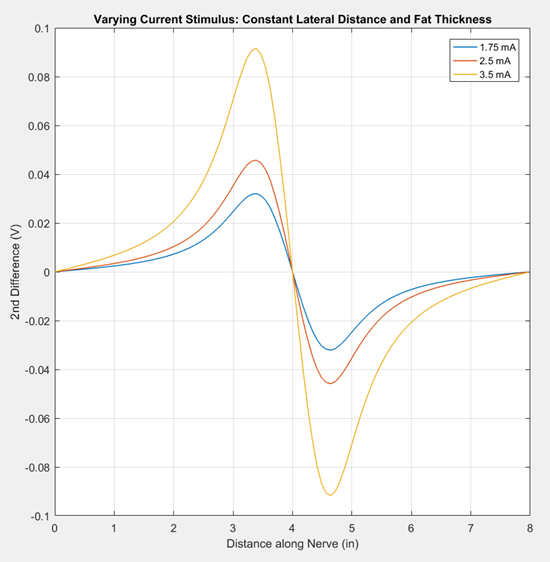 Varying Current Stimulus: Constant Lateral Distance and Fat Thickness
1.75 mA
2.5 mA
3.5 mA
2nd Difference (V)
0.1
0.08
0.06
0.04
0.02
0
-0.02
-0.04
-0.06
-0.08
-0.1
0 1 2 3 4 5 6 7 8
Distance along Nerve (in)